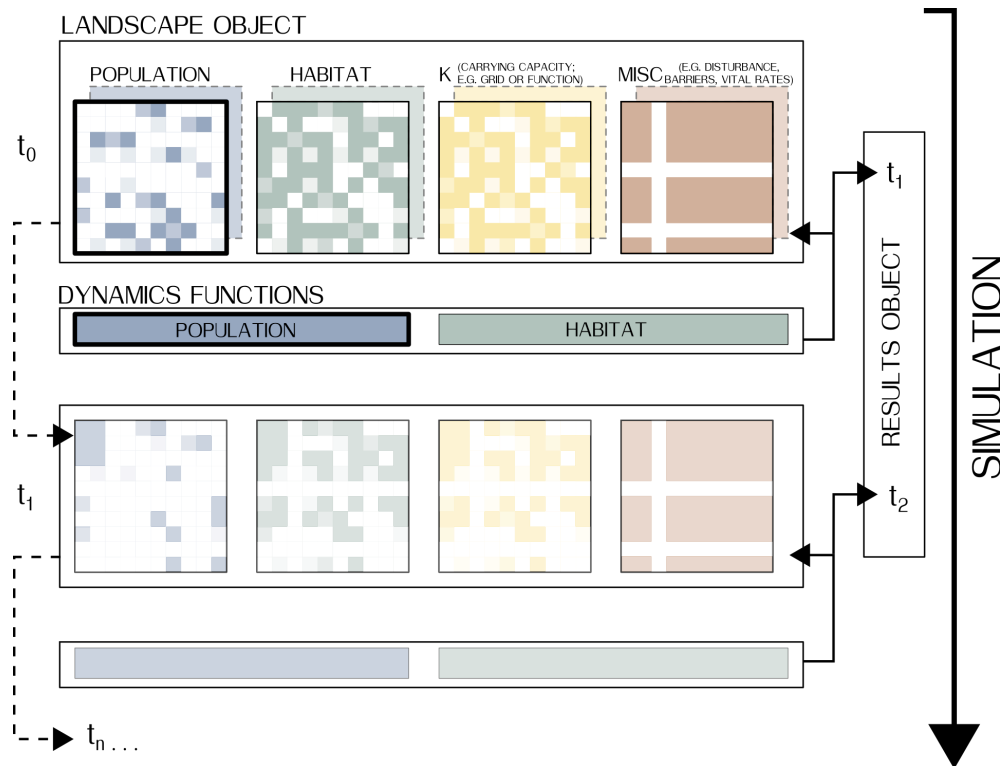 LANDSCAPE OBJECT
POPULATION
HABITAT
K (CARRYING CAPACITY;
E.G. GRID OR FUNCTION)
MISC (E.G. DISTURBANCE,
BARRIERS, VITAL RATES)
t0
t1
DYNAMICS FUNCTIONS
POPULATION
HABITAT
RESULTS OBJECT
SIMULATION
t1
t2
tn...